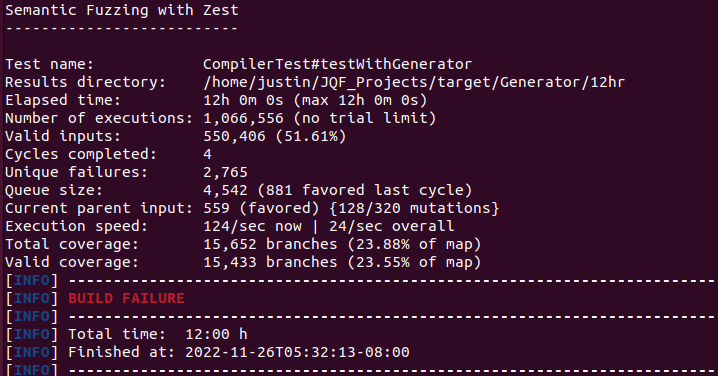 Semantic Fuzzing with Zest
--------------------------
Test name:            CompilerTest#testWithGenerator
Results directory:    /home/justin/JQF_Projects/target/Generator/12hr
Elapsed time:         12h 0m 0s (max 12h 0m 0s)
Number of executions: 1,066,556 (no trial limit)
Valid inputs:         550,406 (51.61%)
Cycles completed:     4
Unique failures:      2,765
Queue size:           4,542 (881 favored last cycle)
Current parent input: 559 (favored) {128/320 mutations}
Execution speed:      124/sec now | 24/sec overall
Total coverage:       15,652 branches (23.88% of map)
Valid coverage:       15,433 branches (23.55% of map)
[INFO] ------------------------------------------------------------------------
[INFO] BUILD FAILURE
[INFO] ------------------------------------------------------------------------
[INFO] Total time:  12:00 h
[INFO] Finished at: 2022-11-26T05:32:13-08:00
[INFO] ------------------------------------------------------------------------